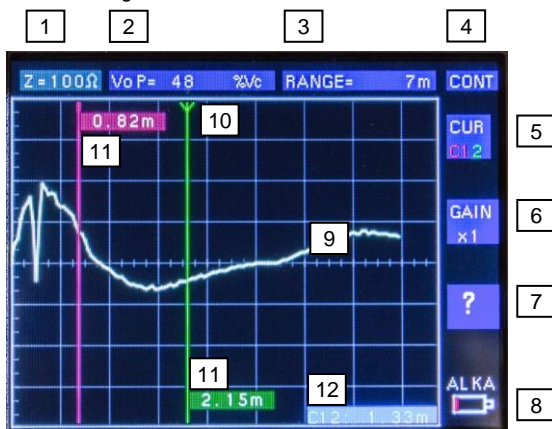 1 2 3 4
Z=100Ω VoP= 48 %Vc RANGE= 7m CONT
0.82m 10
CUR
C12
5
11
GAIN
x1
6
9
?
7
11
2.15m
12
C12: 1.33m
ALKA
8